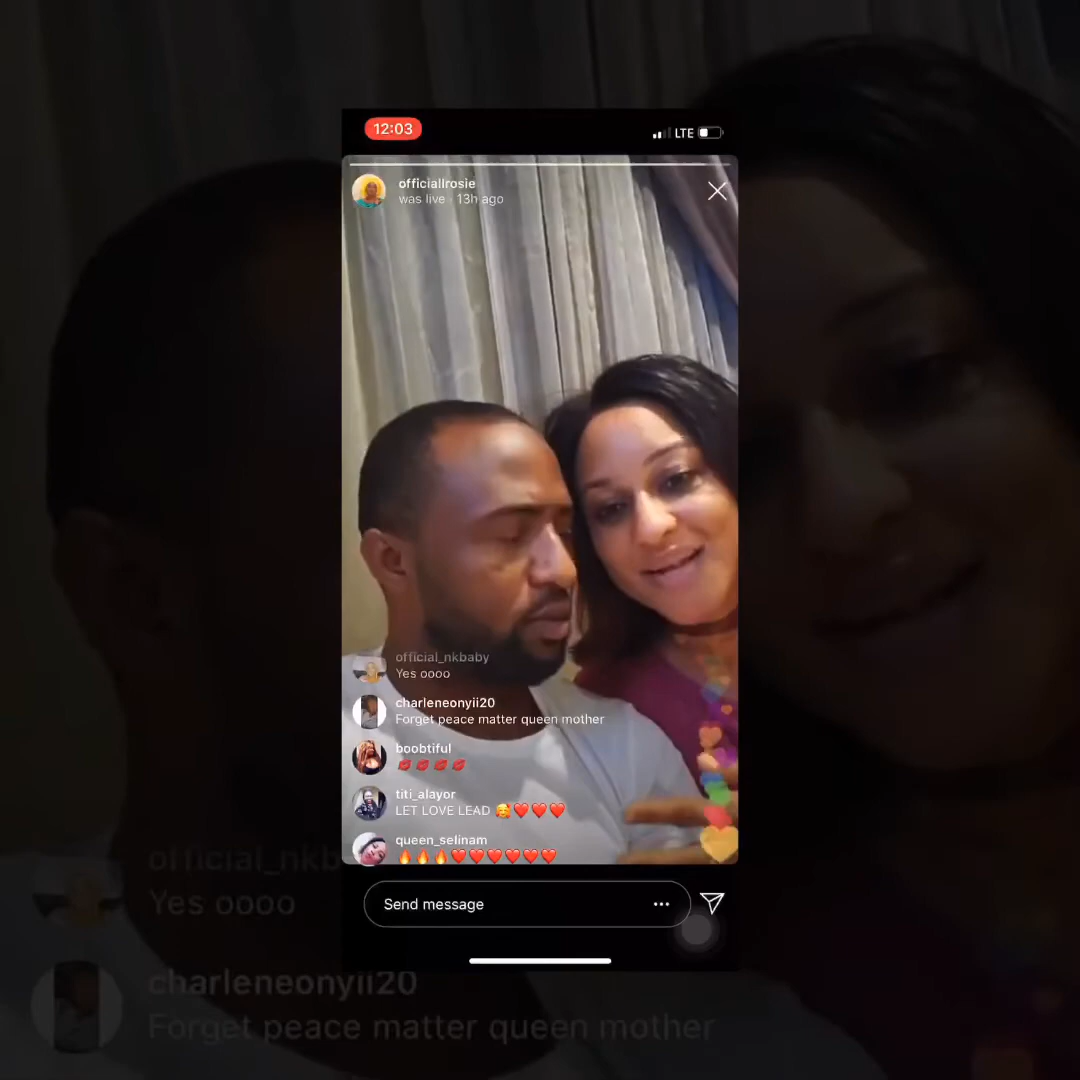 12:03
LTE
officiallrosie
was live · 13h ago
official_nkbaby
Yes oooo
charleneonyii20
Forget peace matter queen mother
boobtiful
💋💋💋💋
titi_alayor
LET LOVE LEAD 🥰❤️❤️❤️
queen_selinam
🔥🔥🔥❤️❤️❤️❤️❤️❤️
Send message
official_nkb
Yes oooo
charleneonyii20
Forget peace matter queen mother